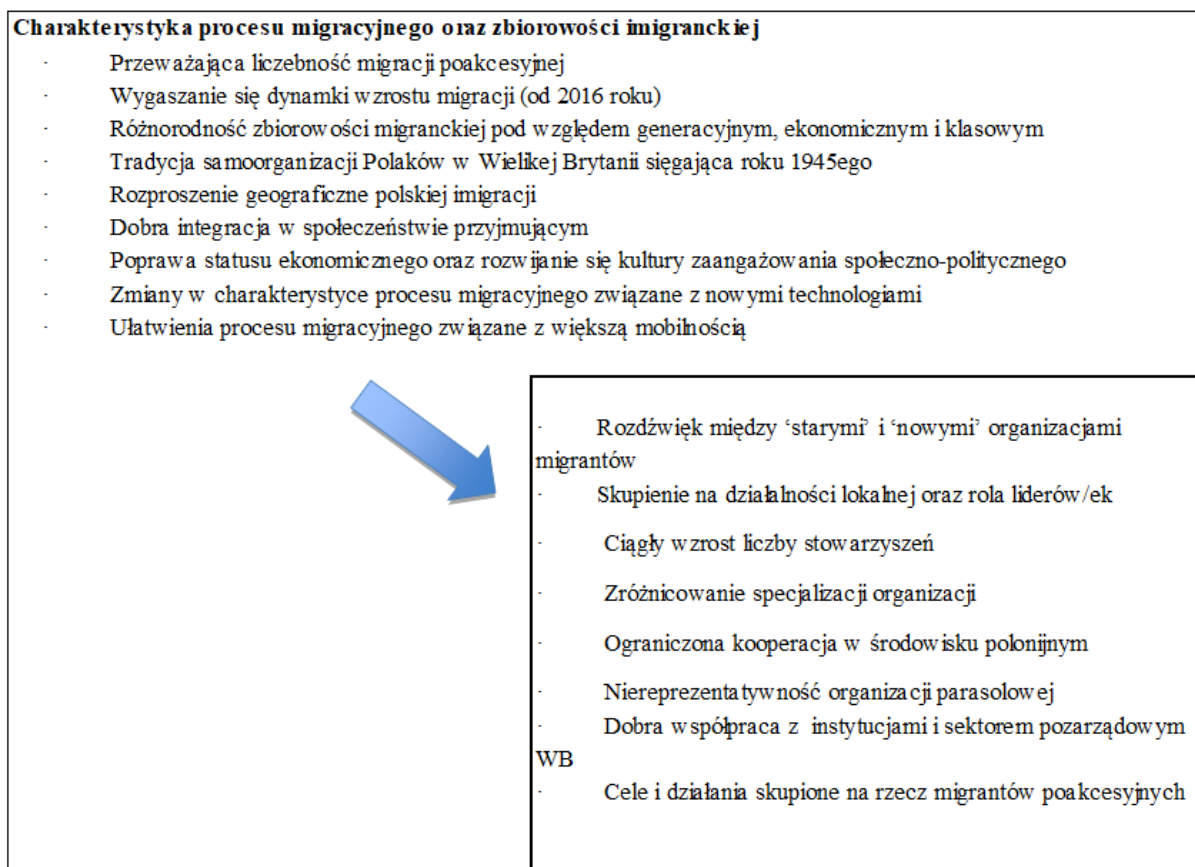 Charakterystyka procesu migracyjnego oraz zbiorowości imigranckiej
· Przeważająca liczebność migracji poakcesyjnej
· Wygaszanie się dynamki wzrostu migracji (od 2016 roku)
· Różnorodność zbiorowości migranckiej pod względem generacyjnym, ekonomicznym i klasowym
· Tradycja samoorganizacji Polaków w Wielikej Brytanii sięgająca roku 1945ego
· Rozproszenie geograficzne polskiej imigracji
· Dobra integracja w społeczeństwie przyjmującym
· Poprawa statusu ekonomicznego oraz rozwijanie się kultury zaangażowania społeczno-politycznego
· Zmiany w charakterystyce procesu migracyjnego związane z nowymi technologiami
· Ułatwienia procesu migracyjnego związane z większą mobilnością
· Rozdźwięk między ‘starymi’ i ‘nowymi’ organizacjami
migrantów
· Skupienie na działalności lokalnej oraz rola liderów/ek
· Ciągły wzrost liczby stowarzyszeń
· Zróżnicowanie specjalizacji organizacji
· Ograniczona kooperacja w środowisku polonijnym
· Niereprezentatywność organizacji parasolowej
· Dobra współpraca z instytucjami i sektorem pozarządowym
WB
· Cele i działania skupione na rzecz migrantów poakcesyjnych